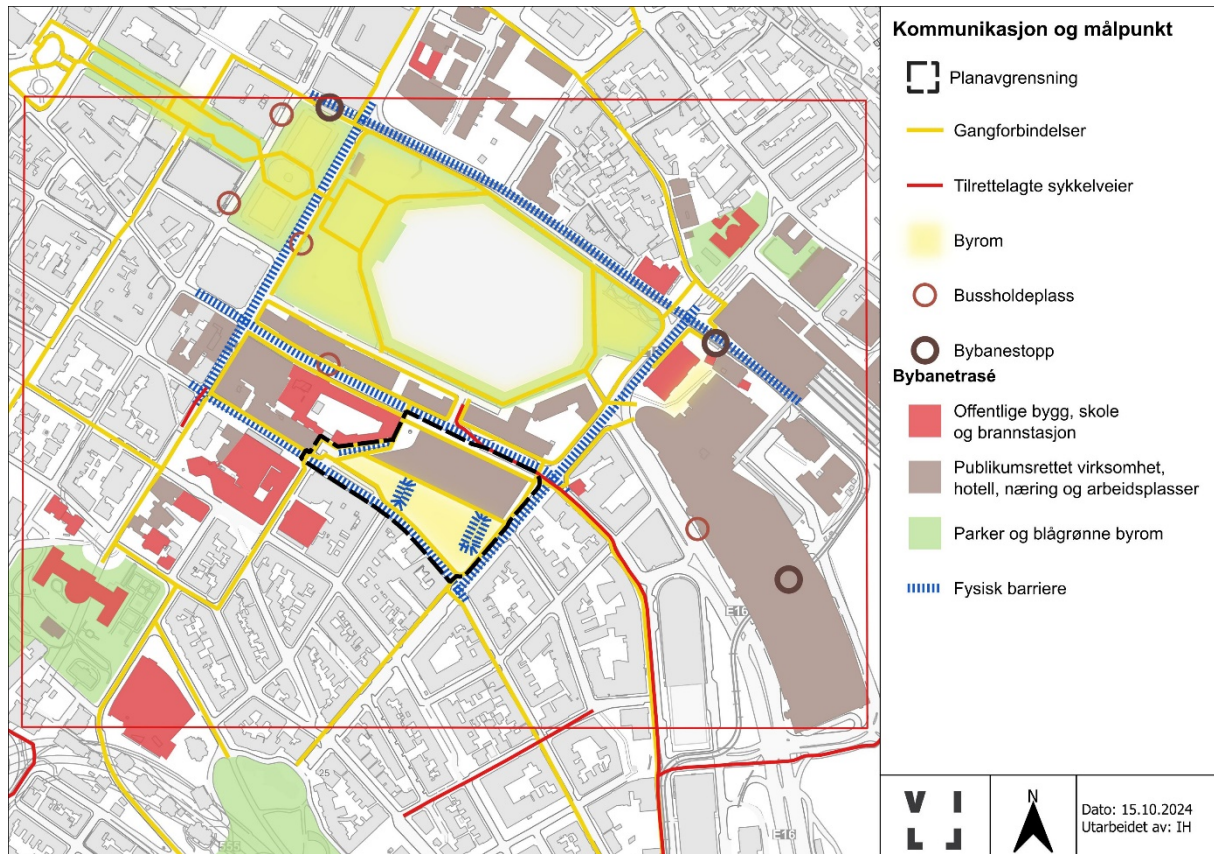 Kommunikasjon og målpunkt
Planavgrensning
Gangforbindelser
Tilrettelagte sykkelveier
Byrom
Bussholdeplass
Bybanestopp
Bybanetrasé
Offentlige bygg, skole
og brannstasjon
Publikumsrettet virksomhet,
hotell, næring og arbeidsplasser
Parker og blågrønne byrom
Fysisk barriere
E16
E16
25
555
V I
L L
N
Dato: 15.10.2024
Utarbeidet av: IH